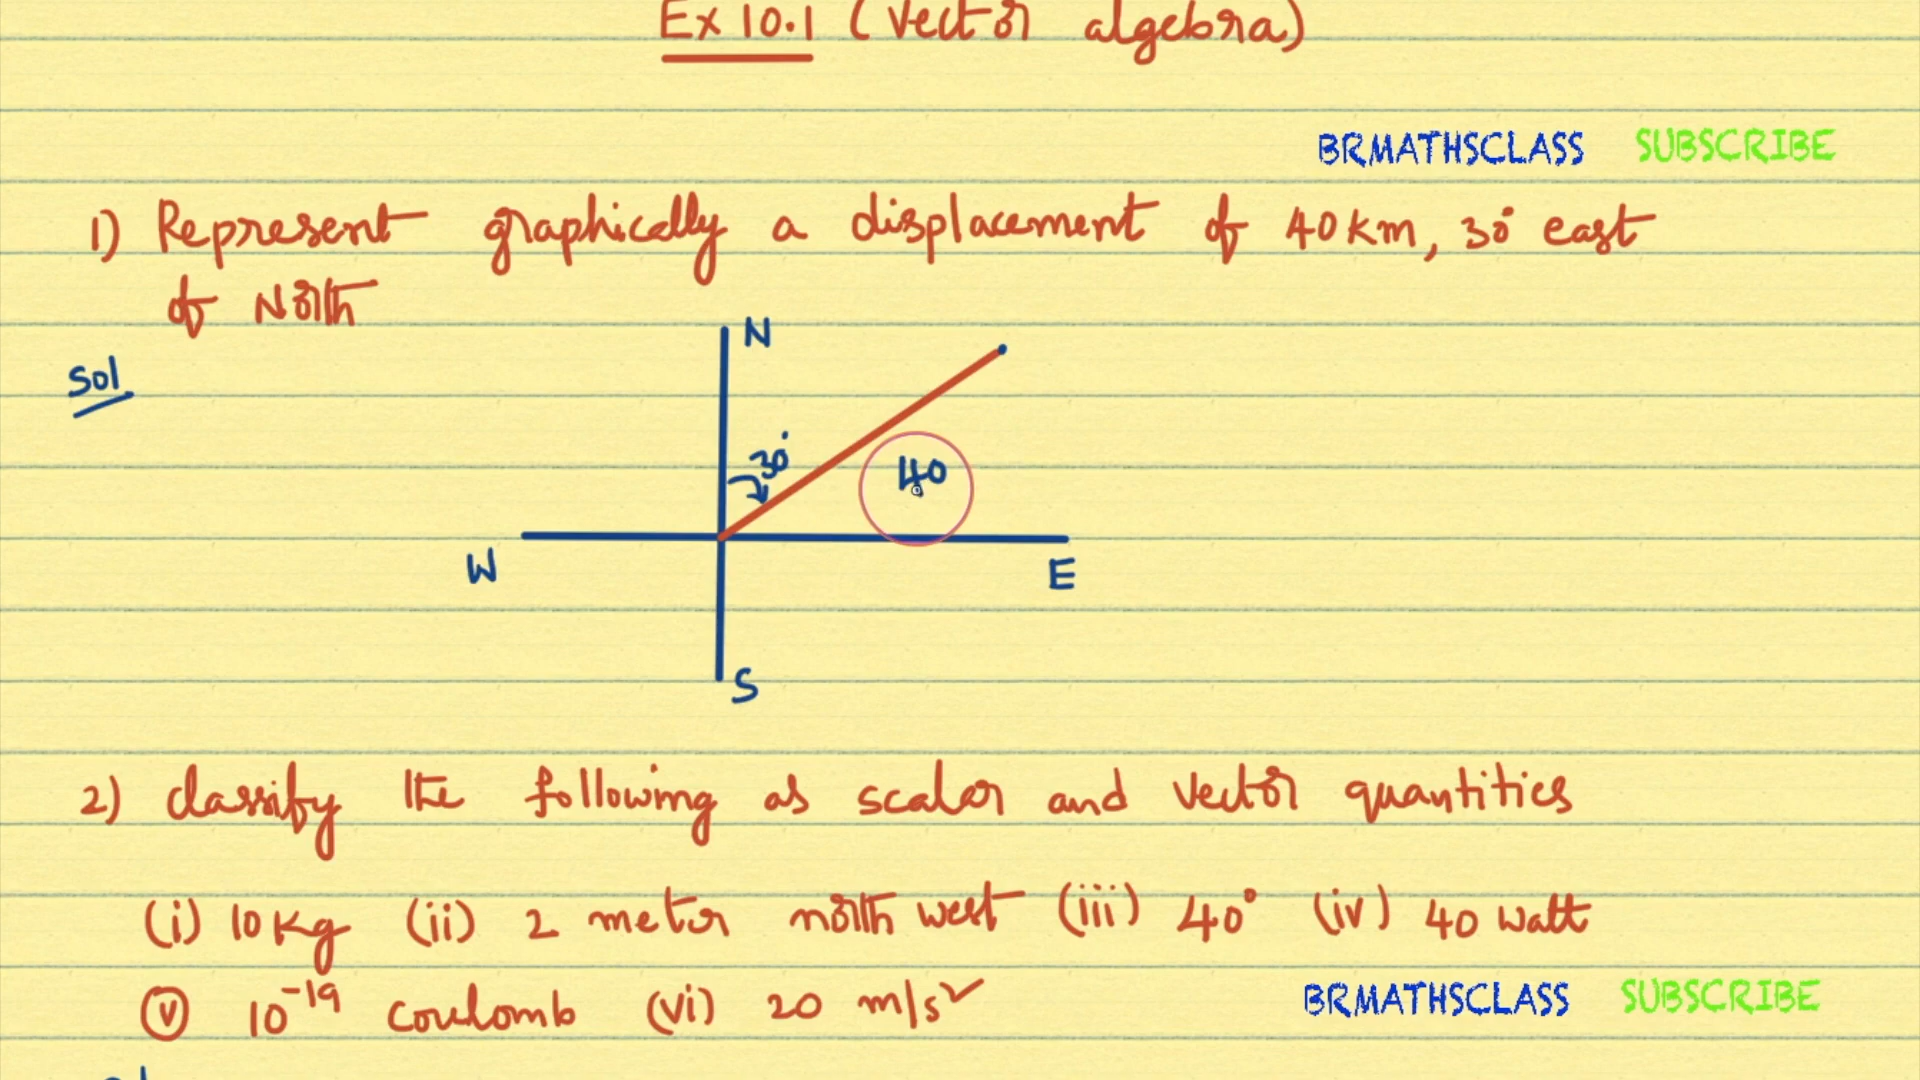 Ex 10.1 (Vector algebra)
BRMATHSCLASS SUBSCRIBE
1) Represent graphically a displacement of 40 km, 30° east
of North
Sol
N
30°
40
W
E
S
2) classify the following as scalar and vector quantities
(i) 10 Kg (ii) 2 meter north west (iii) 40° (iv) 40 watt
(v) 10⁻¹⁹ coulomb (vi) 20 m/s²
BRMATHSCLASS SUBSCRIBE